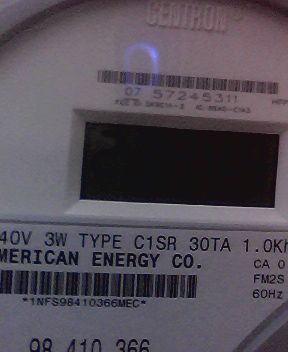 CENTRON®
07 57245311
40V 3W TYPE C1SR 30TA 1.0Kh
MERICAN ENERGY CO.
CA 0
FM2S
60Hz
*1NFS98410366MEC*
98 410 366